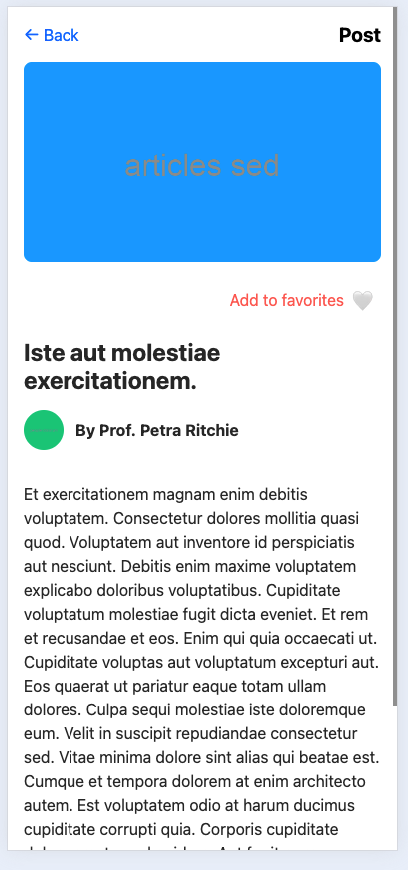 ← Back
Post
articles sed
Add to favorites
Iste aut molestiae
exercitationem.
By Prof. Petra Ritchie
Et exercitationem magnam enim debitis
voluptatem. Consectetur dolores mollitia quasi
quod. Voluptatem aut inventore id perspiciatis
aut nesciunt. Debitis enim maxime voluptatem
explicabo doloribus voluptatibus. Cupiditate
voluptatum molestiae fugit dicta eveniet. Et rem
et recusandae et eos. Enim qui quia occaecati ut.
Cupiditate voluptas aut voluptatum excepturi aut.
Eos quaerat ut pariatur eaque totam ullam
dolores. Culpa sequi molestiae iste doloremque
eum. Velit in suscipit repudiandae consectetur
sed. Vitae minima dolore sint alias qui beatae est.
Cumque et tempora dolorem at enim architecto
autem. Est voluptatem odio at harum ducimus
cupiditate corrupti quia. Corporis cupiditate